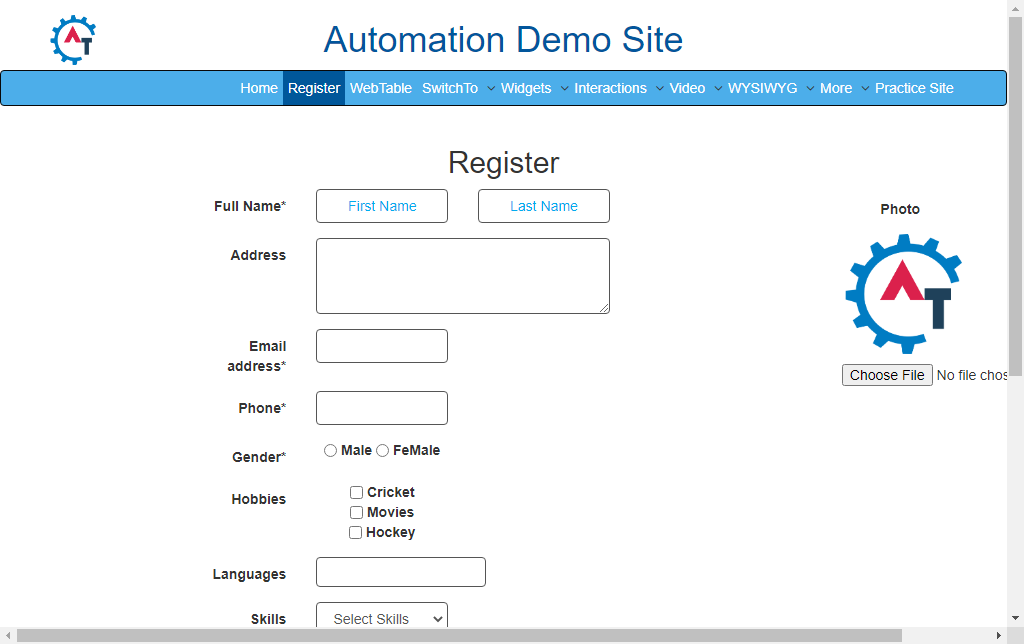 Automation Demo Site
Home Register WebTable SwitchTo Widgets Interactions Video WYSIWYG More Practice Site
Register
Full Name* First Name Last Name
Photo
Address
AT
Email
address*
Choose File No file chos
Phone*
Gender* Male FeMale
Hobbies Cricket
Movies
Hockey
Languages
Skills Select Skills